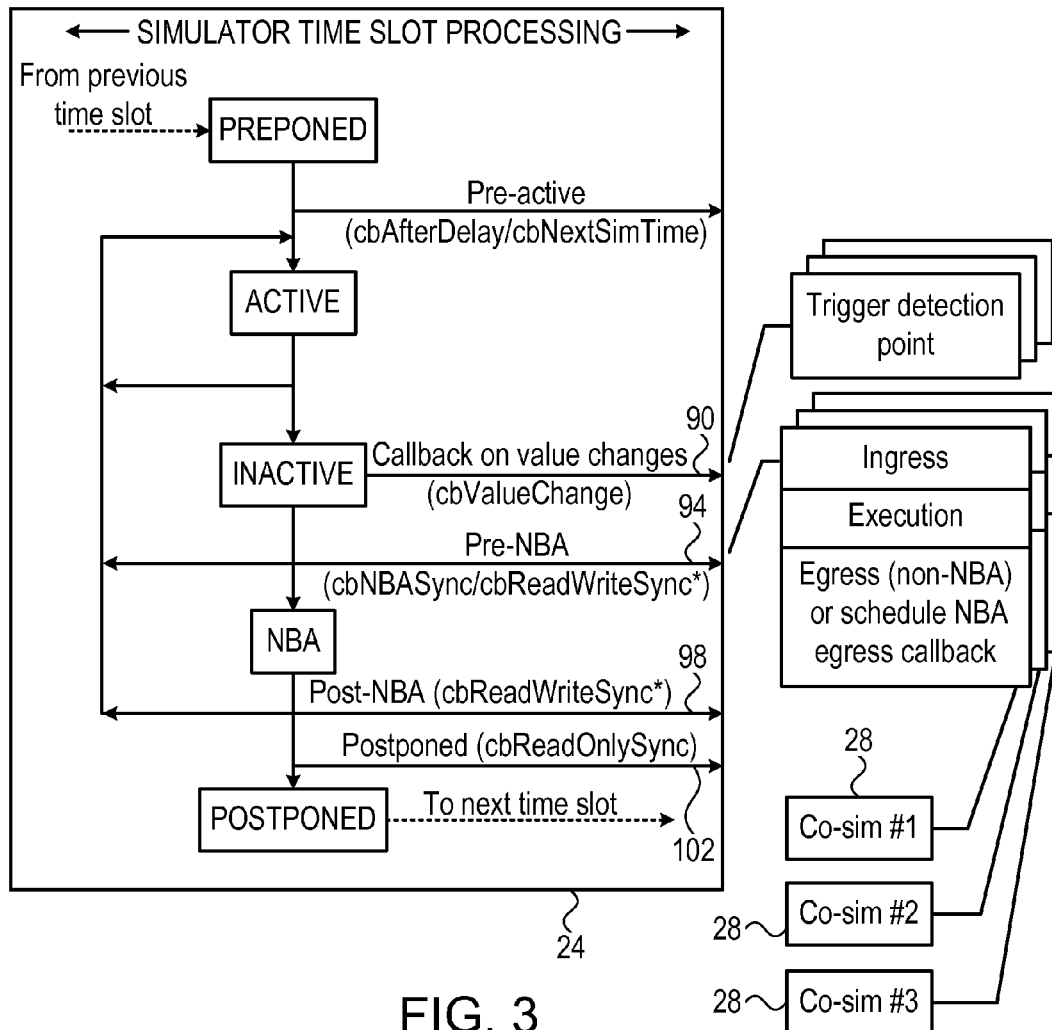 SIMULATOR TIME SLOT PROCESSING
From previous
time slot
PREPONED
Pre-active
(cbAfterDelay/cbNextSimTime)
ACTIVE
Trigger detection
point
90
INACTIVE
Callback on value changes
(cbValueChange)
Ingress
94
Execution
Pre-NBA
(cbNBASync/cbReadWriteSync*)
Egress (non-NBA)
or schedule NBA
egress callback
NBA
98
Post-NBA (cbReadWriteSync*)
Postponed (cbReadOnlySync)
28
POSTPONED
To next time slot
102
Co-sim #1
24
28
Co-sim #2
28
Co-sim #3
FIG. 3